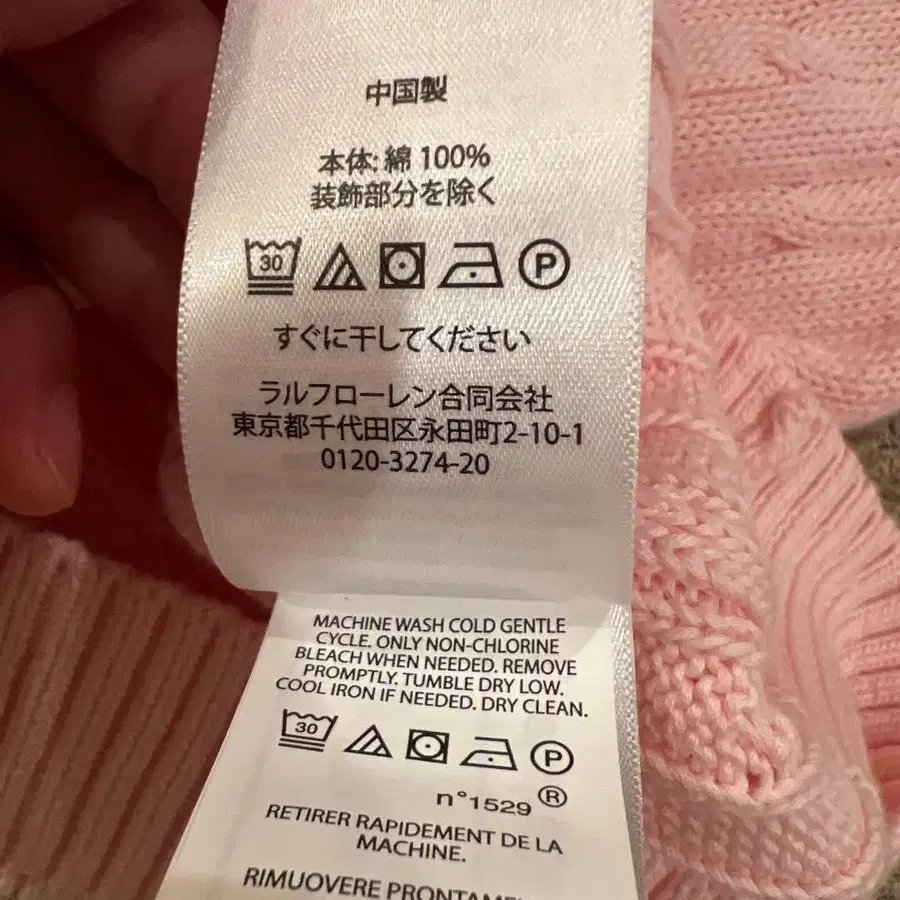 中国製
本体: 綿 100%
装飾部分を除く
30 P
すぐに干してください
ラルフローレン合同会社
東京都千代田区永田町2-10-1
0120-3274-20
MACHINE WASH COLD GENTLE
CYCLE. ONLY NON-CHLORINE
BLEACH WHEN NEEDED. REMOVE
PROMPTLY. TUMBLE DRY LOW.
COOL IRON IF NEEDED. DRY CLEAN.
30 P
n°1529 ®
RETIRER RAPIDEMENT DE LA
MACHINE.
RIMUOVERE